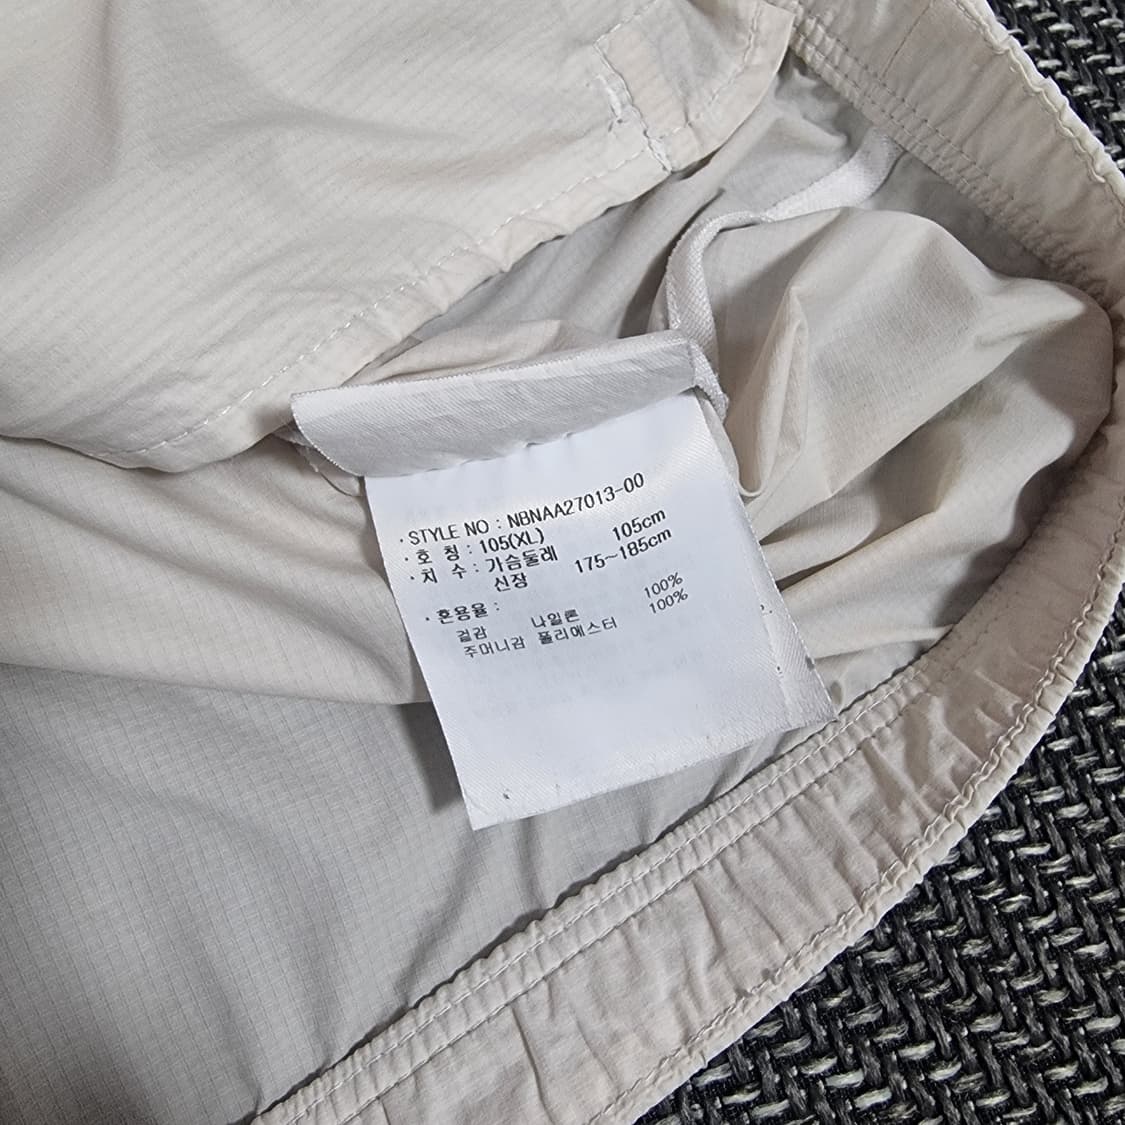 · STYLE NO : NBNAA27013-00
· 호 칭 : 105(XL)
· 치 수 : 가슴둘레 105cm
신장 175~185cm
· 혼용율 :
겉감 나일론 100%
주머니감 폴리에스터 100%